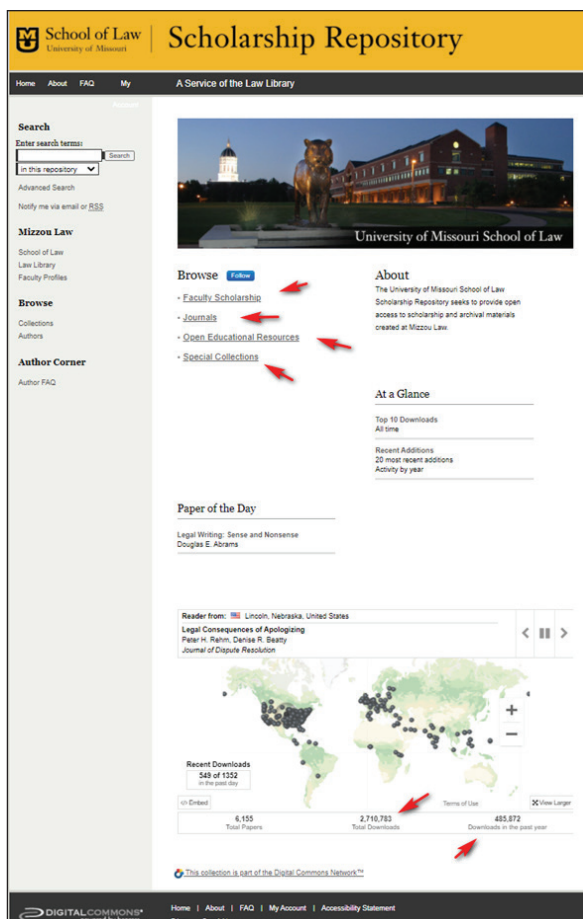 School of Law
University of Missouri
Scholarship Repository
Home About FAQ My
Account
A Service of the Law Library
Search
Enter search terms:
Search
in this repository
Advanced Search
Notify me via email or RSS
Mizzou Law
School of Law
Law Library
Faculty Profiles
Browse
Collections
Authors
Author Corner
Author FAQ
University of Missouri School of Law
Browse Follow
Faculty Scholarship
Journals
Open Educational Resources
Special Collections
About
The University of Missouri School of Law
Scholarship Repository seeks to provide open
access to scholarship and archival materials
created at Mizzou Law.
At a Glance
Top 10 Downloads
All time
Recent Additions
20 most recent additions
Activity by year
Paper of the Day
Legal Writing: Sense and Nonsense
Douglas E. Abrams
Reader from: Lincoln, Nebraska, United States
Legal Consequences of Apologizing
Peter H. Rehm, Denise R. Beatty
Journal of Dispute Resolution
+
−
Recent Downloads
549 of 1352
in the past day
</> Embed
Terms of Use
View Larger
6,155
Total Papers
2,710,783
Total Downloads
485,872
Downloads in the past year
This collection is part of the Digital Commons Network™
DIGITALCOMMONS®
Home | About | FAQ | My Account | Accessibility Statement